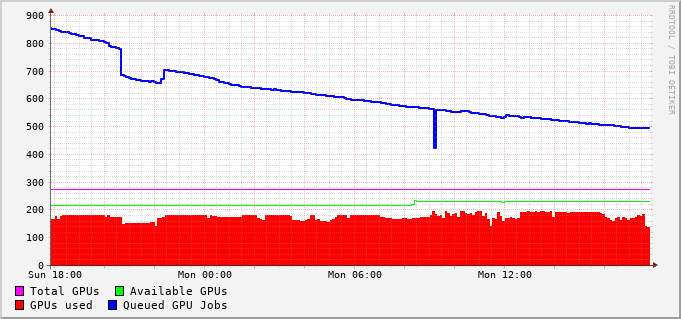 900
800
700
600
500
400
300
200
100
0
Sun 18:00 Mon 00:00 Mon 06:00 Mon 12:00
Total GPUs Available GPUs
GPUs used Queued GPU Jobs
RRDTOOL / TOBI OETIKER